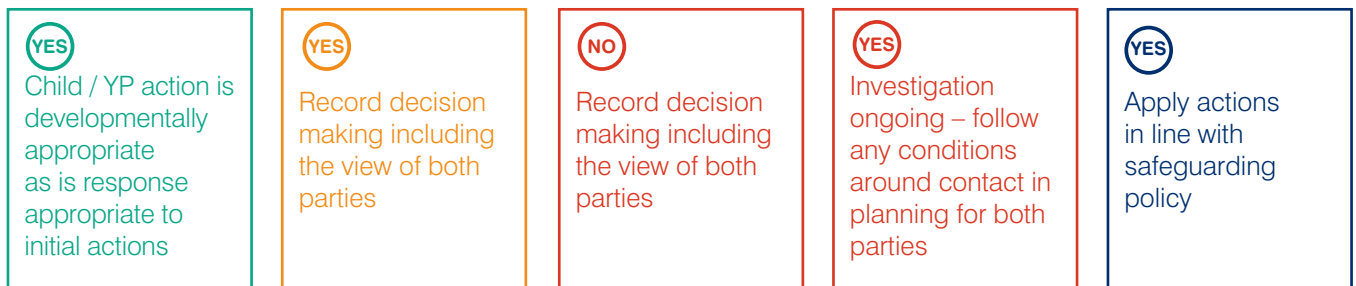 YES
Child / YP action is
developmentally
appropriate
as is response
appropriate to
initial actions
YES
Record decision
making including
the view of both
parties
NO
Record decision
making including
the view of both
parties
YES
Investigation
ongoing – follow
any conditions
around contact in
planning for both
parties
YES
Apply actions
in line with
safeguarding
policy